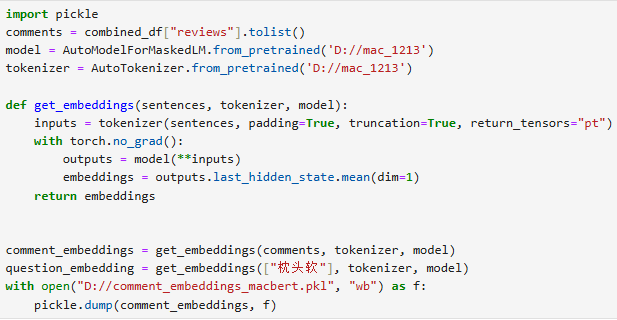 import pickle
comments = combined_df["reviews"].tolist()
model = AutoModelForMaskedLM.from_pretrained('D://mac_1213')
tokenizer = AutoTokenizer.from_pretrained('D://mac_1213')

def get_embeddings(sentences, tokenizer, model):
    inputs = tokenizer(sentences, padding=True, truncation=True, return_tensors="pt")
    with torch.no_grad():
        outputs = model(**inputs)
        embeddings = outputs.last_hidden_state.mean(dim=1)
    return embeddings


comment_embeddings = get_embeddings(comments, tokenizer, model)
question_embedding = get_embeddings(["枕头软"], tokenizer, model)
with open("D://comment_embeddings_macbert.pkl", "wb") as f:
    pickle.dump(comment_embeddings, f)